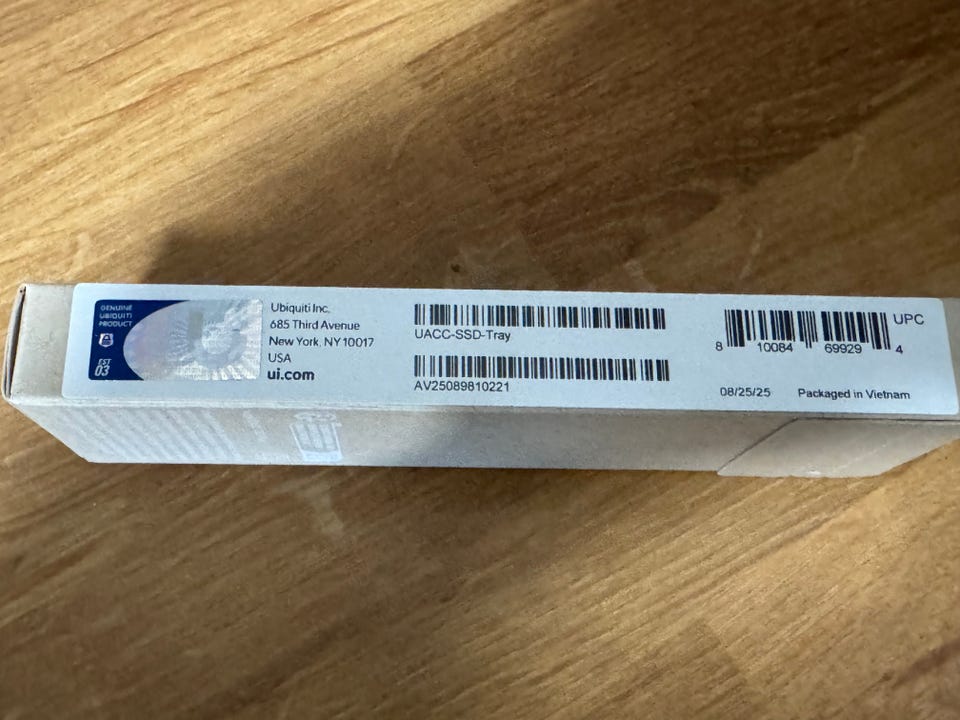 GENUINE
UBIQUITI
PRODUCT
EST
03
Ubiquiti Inc.
685 Third Avenue
New York, NY 10017
USA
ui.com
UACC-SSD-Tray
AV25089810221
UPC
8 10084 69929 4
08/25/25 Packaged in Vietnam